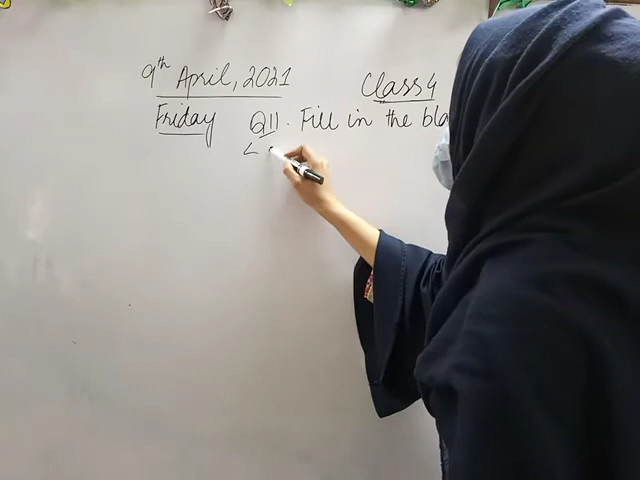 9th April, 2021
Class 4
Friday
Q11. Fill in the bla